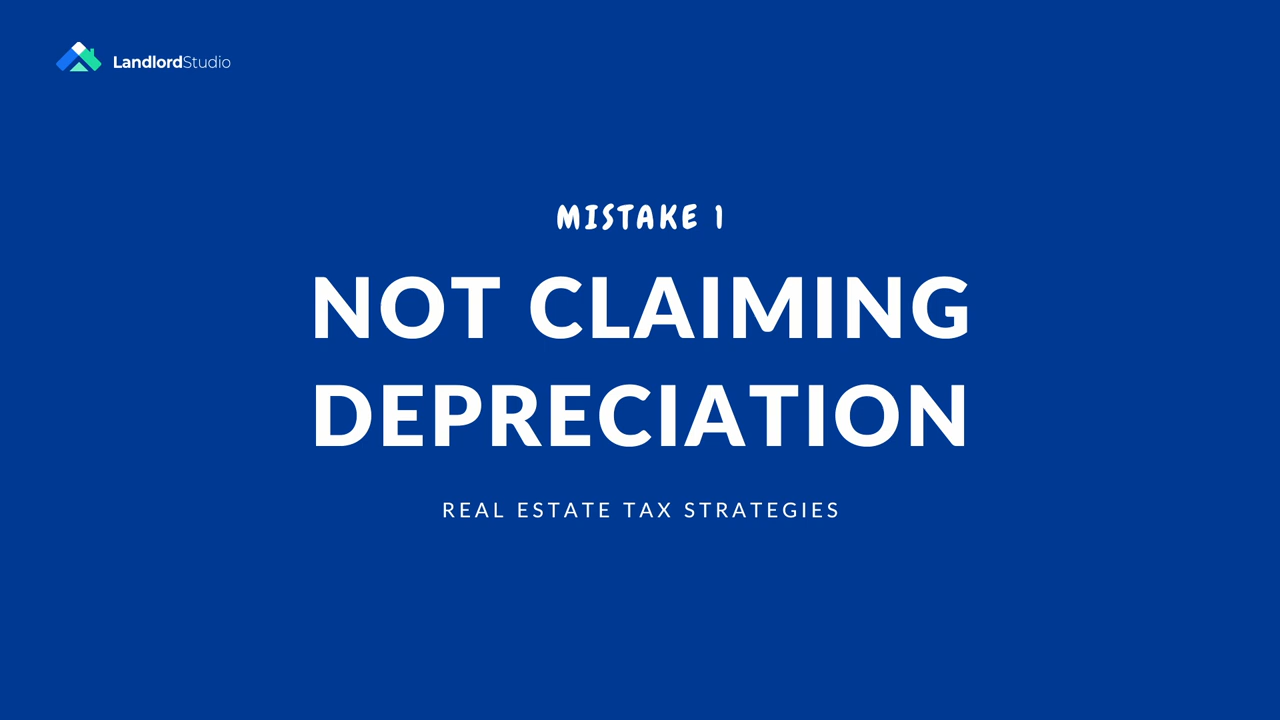 LandlordStudio
MISTAKE 1
NOT CLAIMING
DEPRECIATION
REAL ESTATE TAX STRATEGIES